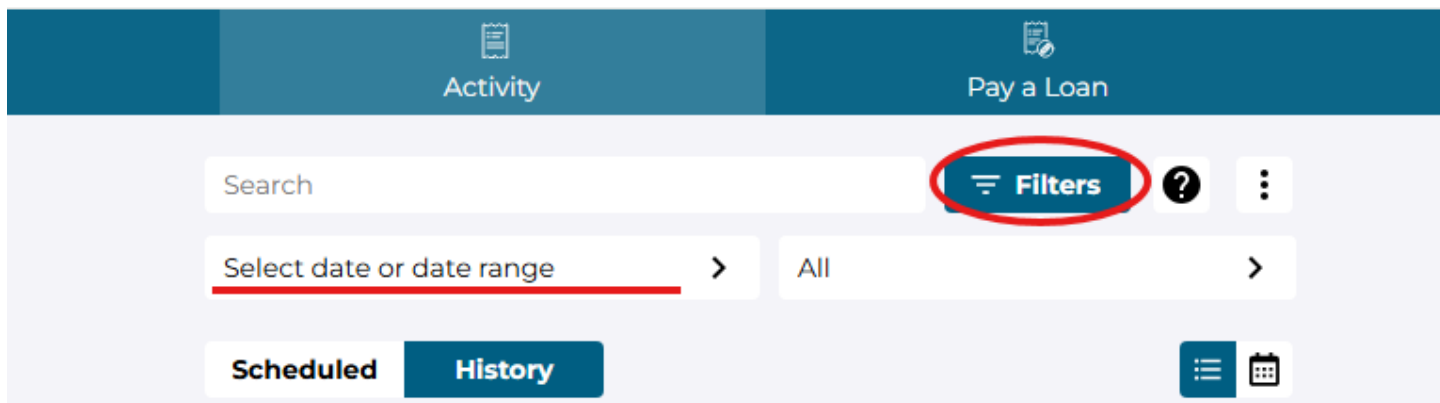 Activity
Pay a Loan
Search
Filters
?
Select date or date range
All
Scheduled
History